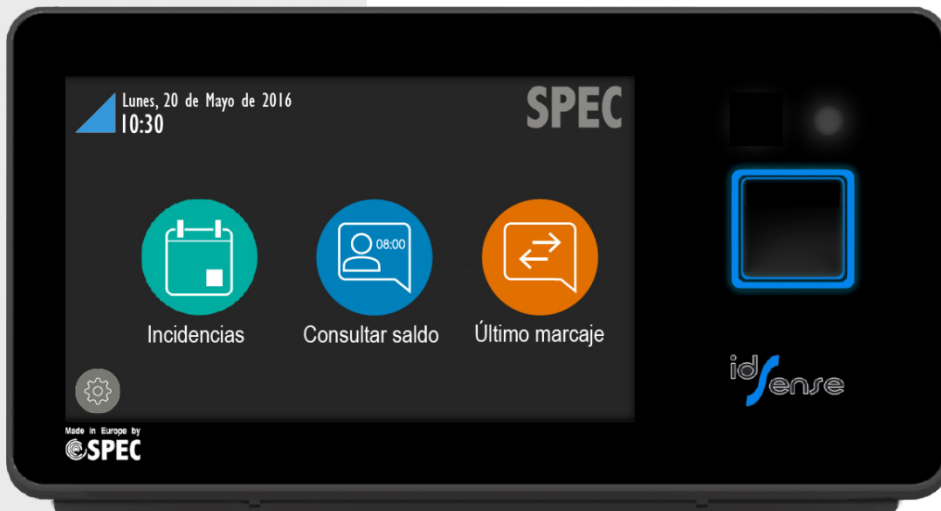 Lunes, 20 de Mayo de 2016
10:30
SPEC
08:00
Incidencias
Consultar saldo
Último marcaje
idSense
Made in Europe by
SPEC